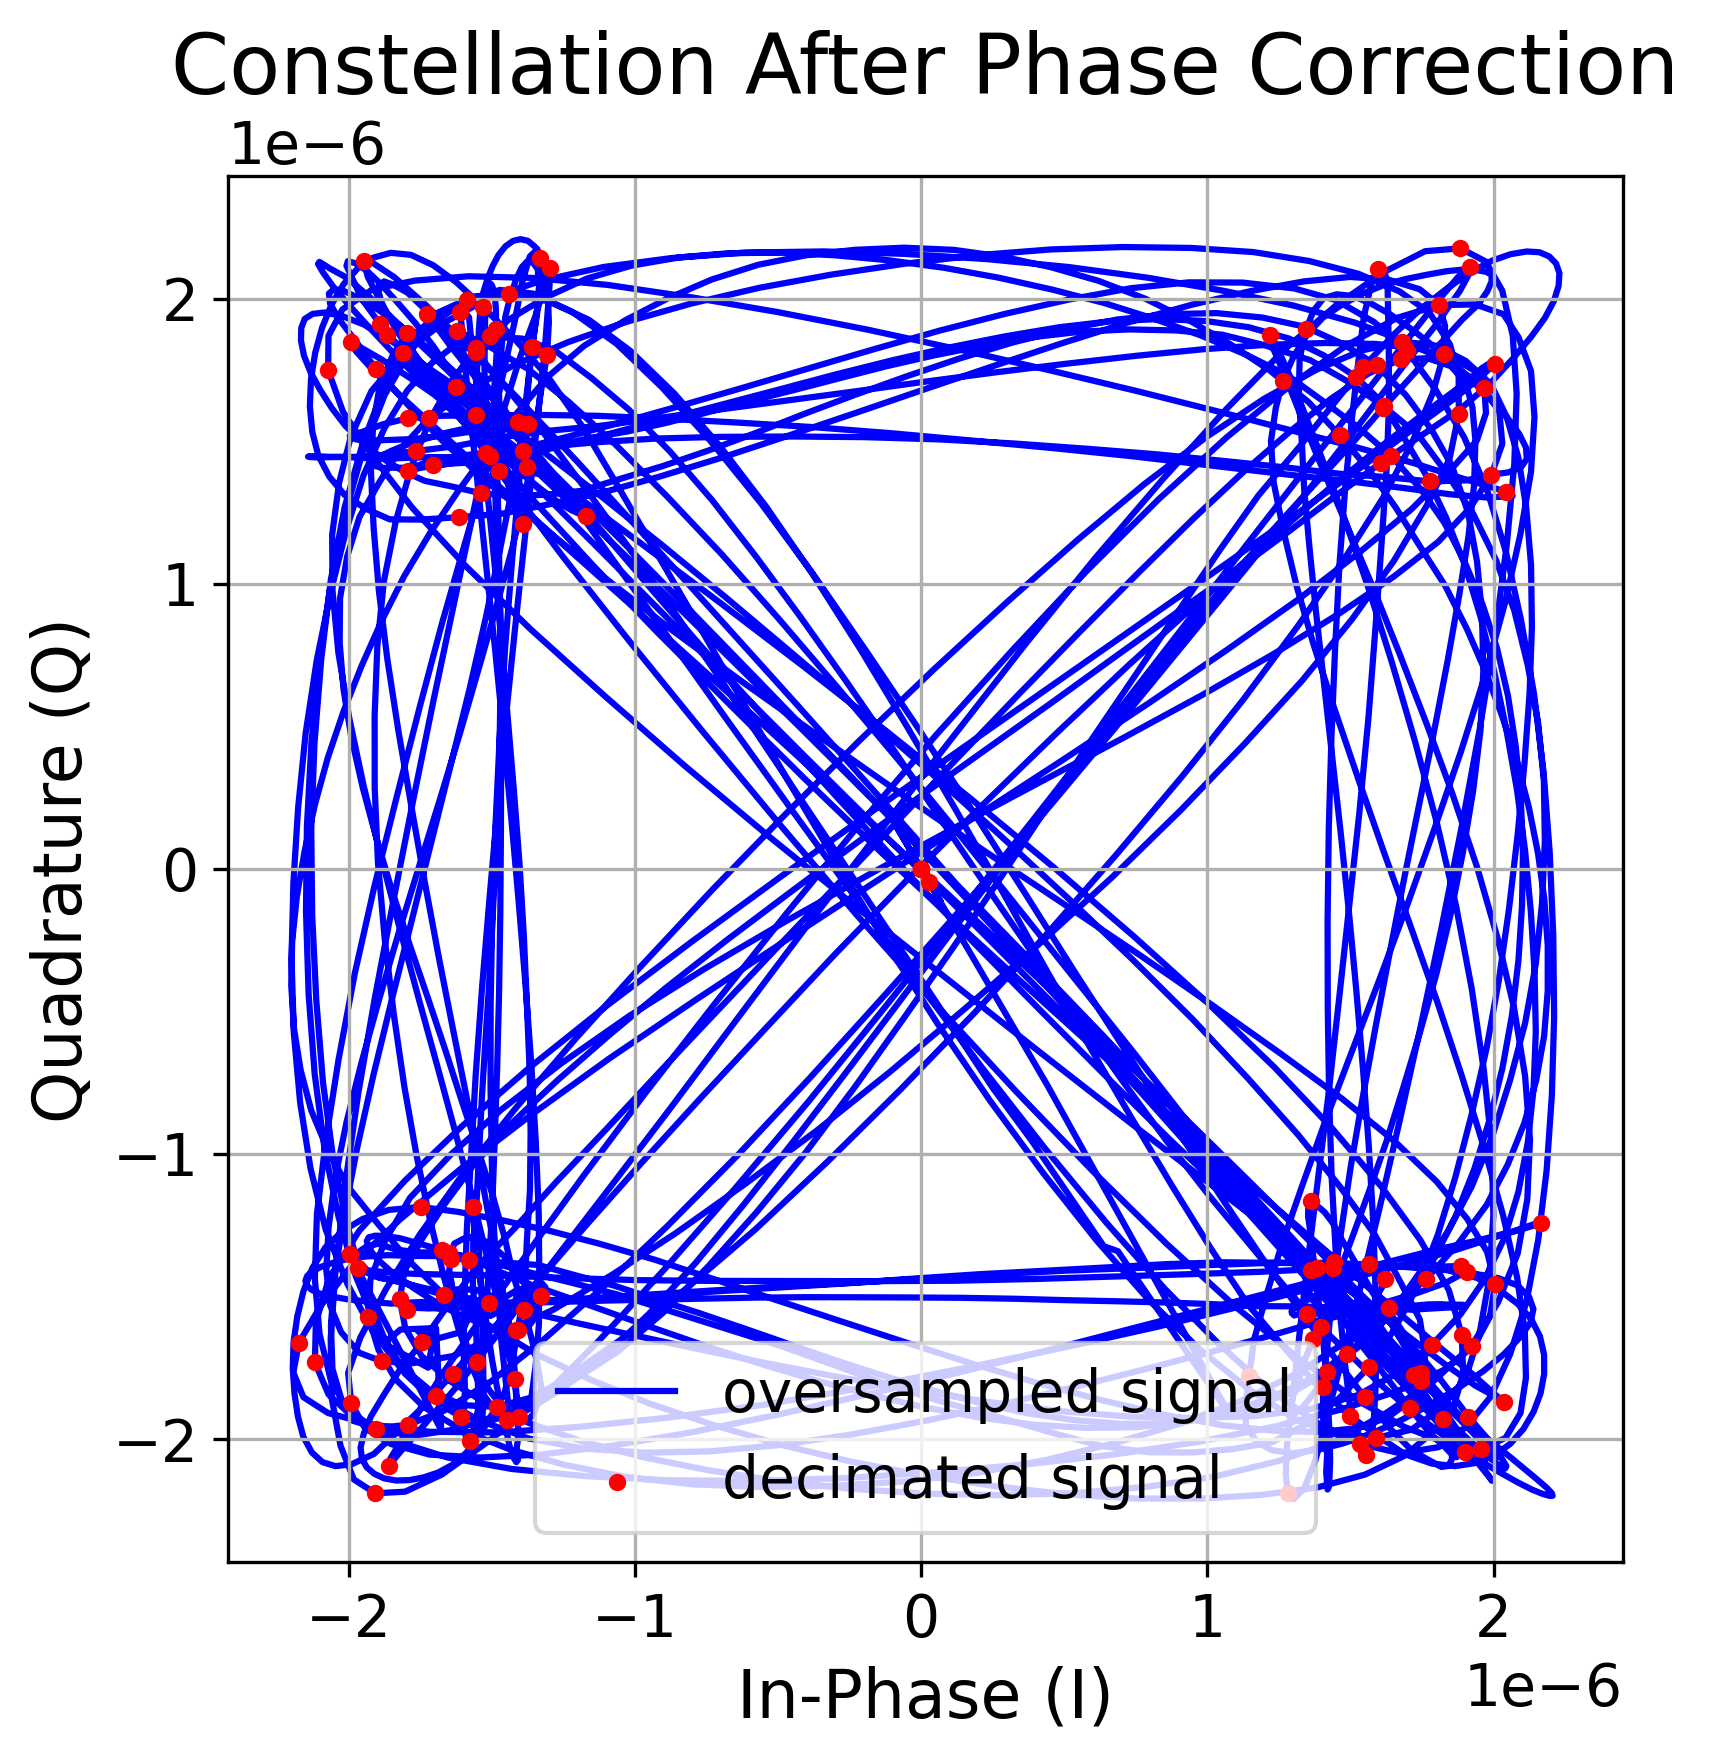 Constellation After Phase Correction
1e−6
2
1
0
−1
−2
Quadrature (Q)
oversampled signal
decimated signal
−2 −1 0 1 2
1e−6
In-Phase (I)